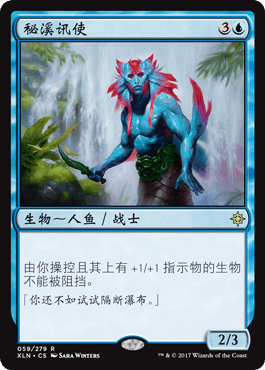 秘溪讯使 3
生物～人鱼／战士
由你操控且其上有 +1/+1 指示物的生物
不能被阻挡。
「你还不如试试隔断瀑布。」
2/3
059/279 R
XLN • CS SARA WINTERS
™ & © 2017 Wizards of the Coast